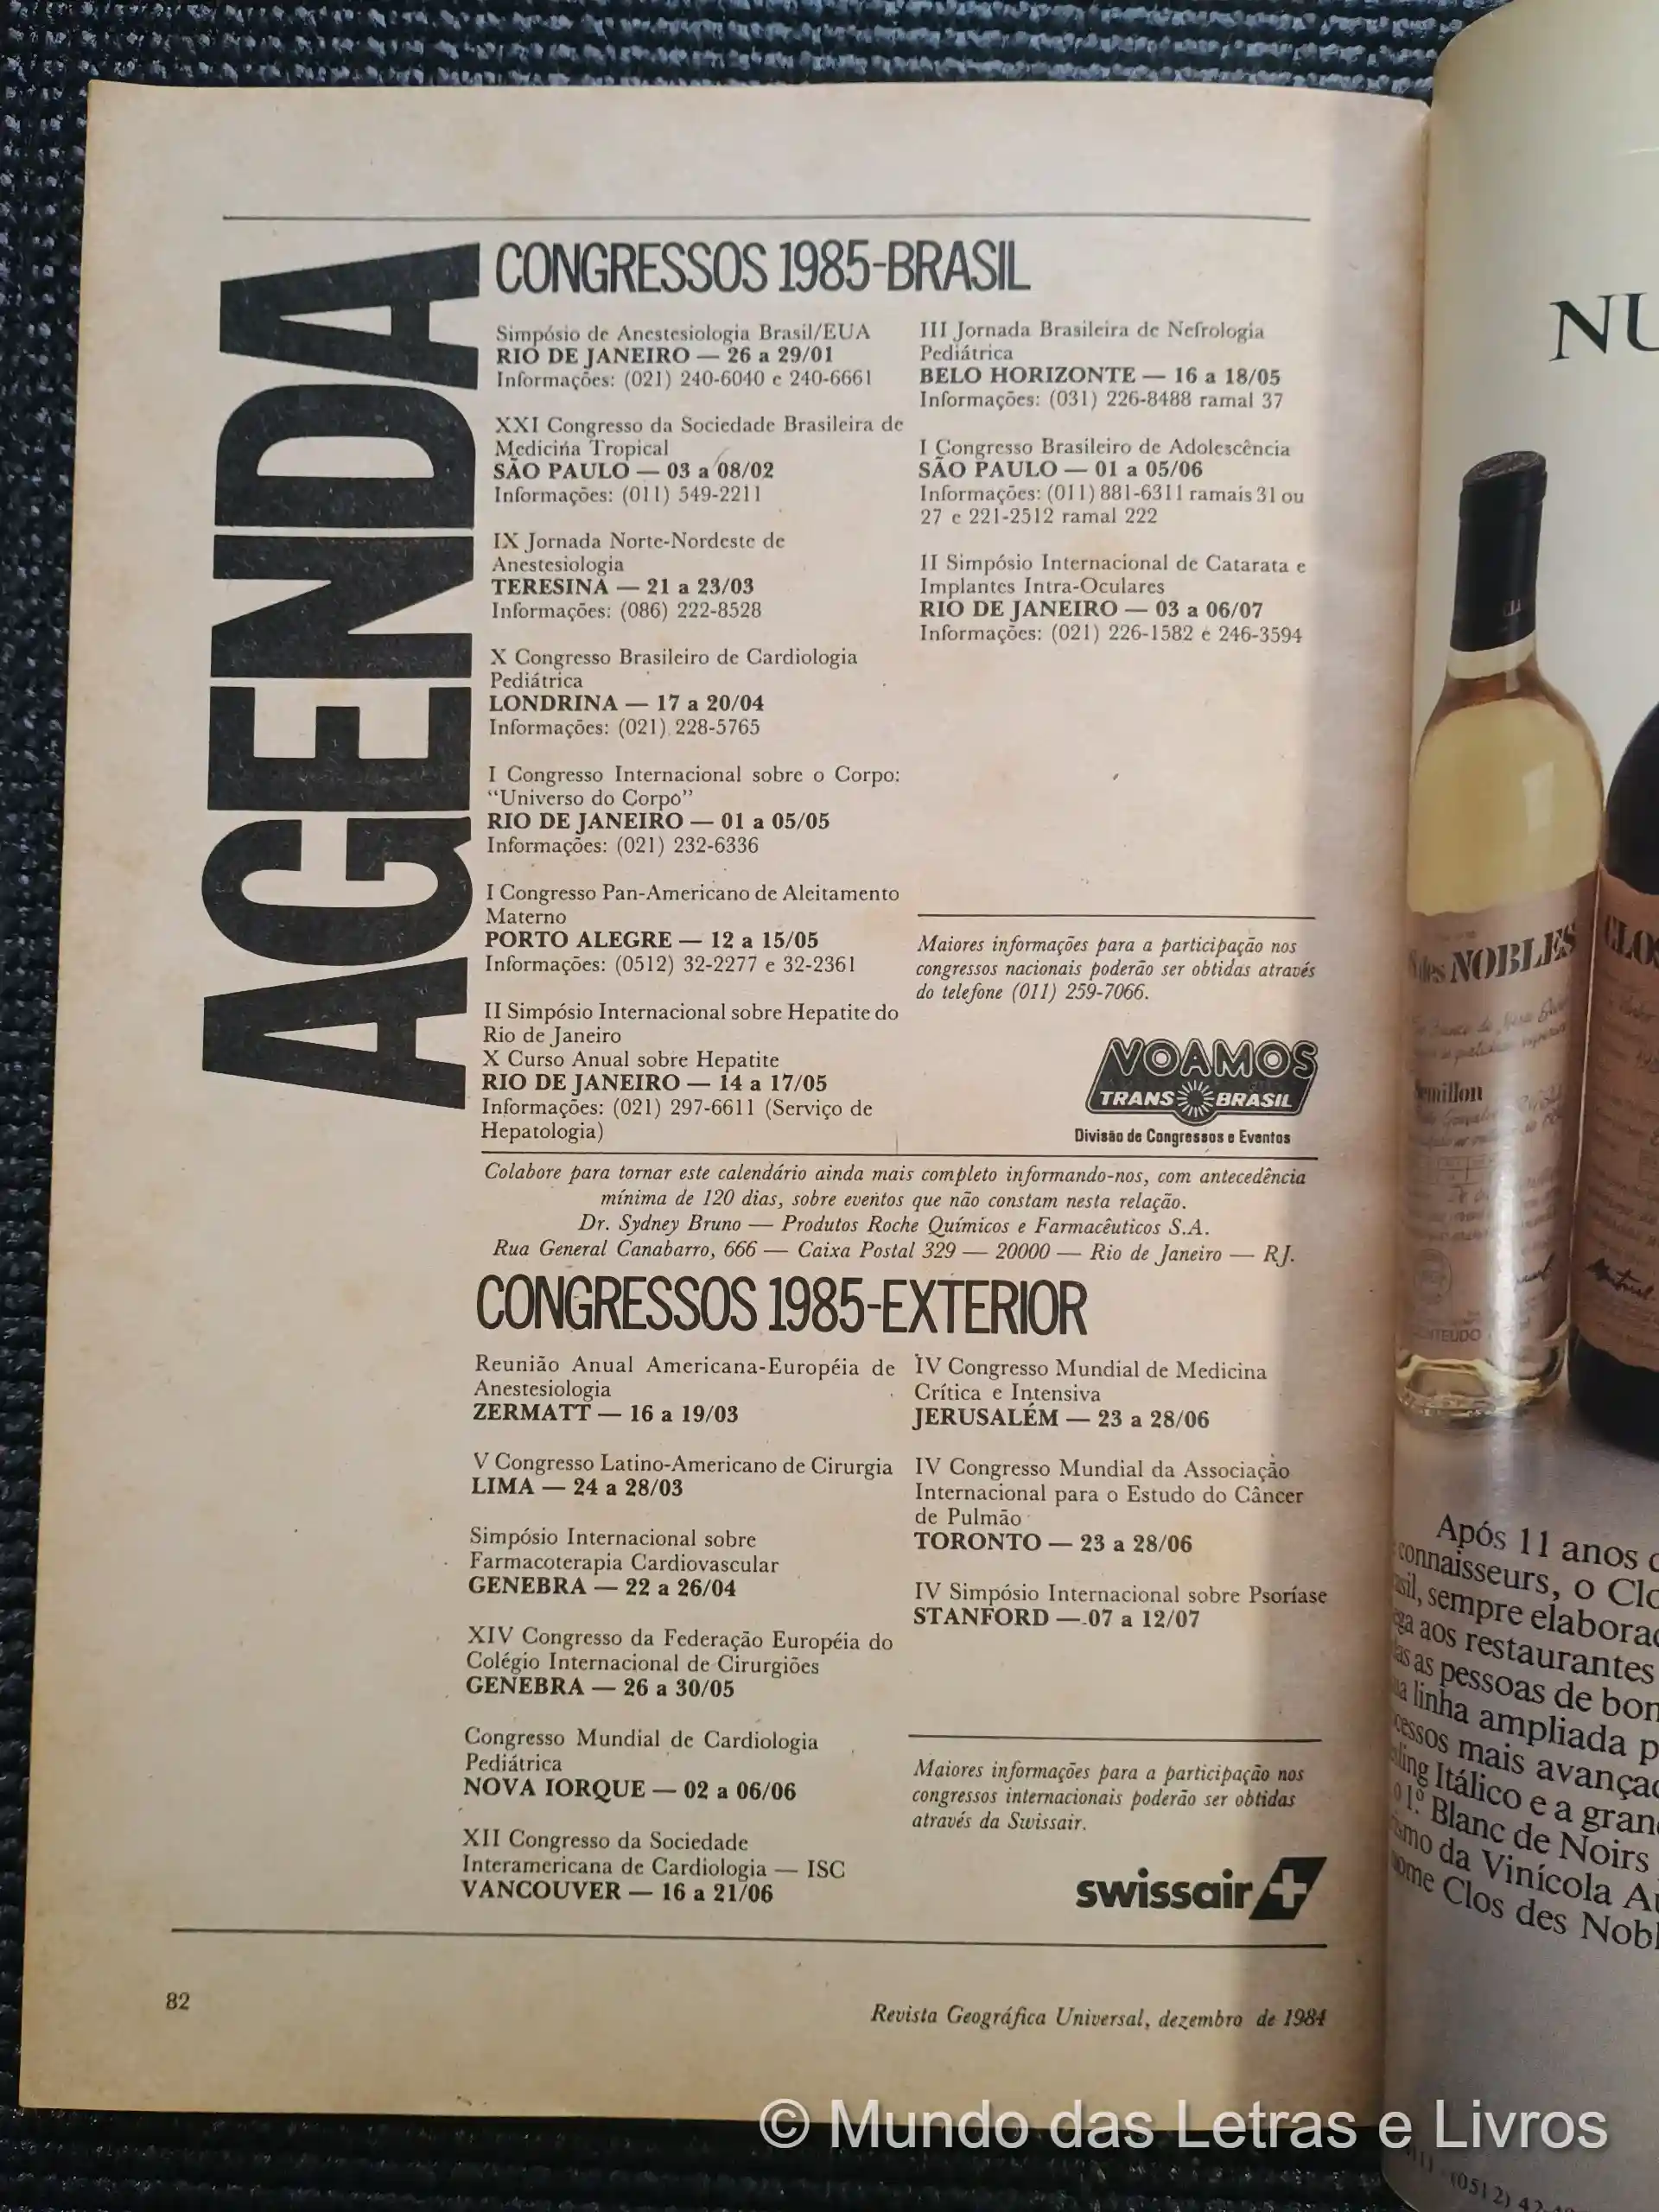 AGENDA
CONGRESSOS 1985-BRASIL
Simpósio de Anestesiologia Brasil/EUA
RIO DE JANEIRO — 26 a 29/01
Informações: (021) 240-6040 e 240-6661
XXI Congresso da Sociedade Brasileira de
Medicina Tropical
SÃO PAULO — 03 a 08/02
Informações: (011) 549-2211
IX Jornada Norte-Nordeste de
Anestesiologia
TERESINA — 21 a 23/03
Informações: (086) 222-8528
X Congresso Brasileiro de Cardiologia
Pediátrica
LONDRINA — 17 a 20/04
Informações: (021) 228-5765
I Congresso Internacional sobre o Corpo:
“Universo do Corpo”
RIO DE JANEIRO — 01 a 05/05
Informações: (021) 232-6336
I Congresso Pan-Americano de Aleitamento
Materno
PORTO ALEGRE — 12 a 15/05
Informações: (0512) 32-2277 e 32-2361
II Simpósio Internacional sobre Hepatite do
Rio de Janeiro
X Curso Anual sobre Hepatite
RIO DE JANEIRO — 14 a 17/05
Informações: (021) 297-6611 (Serviço de
Hepatologia)
III Jornada Brasileira de Nefrologia
Pediátrica
BELO HORIZONTE — 16 a 18/05
Informações: (031) 226-8488 ramal 37
I Congresso Brasileiro de Adolescência
SÃO PAULO — 01 a 05/06
Informações: (011) 881-6311 ramais 31 ou
27 e 221-2512 ramal 222
II Simpósio Internacional de Catarata e
Implantes Intra-Oculares
RIO DE JANEIRO — 03 a 06/07
Informações: (021) 226-1582 e 246-3594
Maiores informações para a participação nos
congressos nacionais poderão ser obtidas através
do telefone (011) 259-7066.
VOAMOS
TRANS BRASIL
Divisão de Congressos e Eventos
Colabore para tornar este calendário ainda mais completo informando-nos, com antecedência
mínima de 120 dias, sobre eventos que não constam nesta relação.
Dr. Sydney Bruno — Produtos Roche Químicos e Farmacêuticos S.A.
Rua General Canabarro, 666 — Caixa Postal 329 — 20000 — Rio de Janeiro — RJ.
CONGRESSOS 1985-EXTERIOR
Reunião Anual Americana-Européia de
Anestesiologia
ZERMATT — 16 a 19/03
V Congresso Latino-Americano de Cirurgia
LIMA — 24 a 28/03
Simpósio Internacional sobre
Farmacoterapia Cardiovascular
GENEBRA — 22 a 26/04
XIV Congresso da Federação Européia do
Colégio Internacional de Cirurgiões
GENEBRA — 26 a 30/05
Congresso Mundial de Cardiologia
Pediátrica
NOVA IORQUE — 02 a 06/06
XII Congresso da Sociedade
Interamericana de Cardiologia — ISC
VANCOUVER — 16 a 21/06
IV Congresso Mundial de Medicina
Crítica e Intensiva
JERUSALÉM — 23 a 28/06
IV Congresso Mundial da Associação
Internacional para o Estudo do Câncer
de Pulmão
TORONTO — 23 a 28/06
IV Simpósio Internacional sobre Psoríase
STANFORD — 07 a 12/07
Maiores informações para a participação nos
congressos internacionais poderão ser obtidas
através da Swissair.
swissair
82
Revista Geográfica Universal, dezembro de 1984
NU
des NOBLES
CLOS
Após 11 anos
connaisseurs, o Clo
sempre elabora
aos restaurantes
as pessoas de bo
linha ampliada p
mais avança
Itálico e a gran
1º Blanc de Noirs
da Vinícola A
Clos des Nobl
© Mundo das Letras e Livros